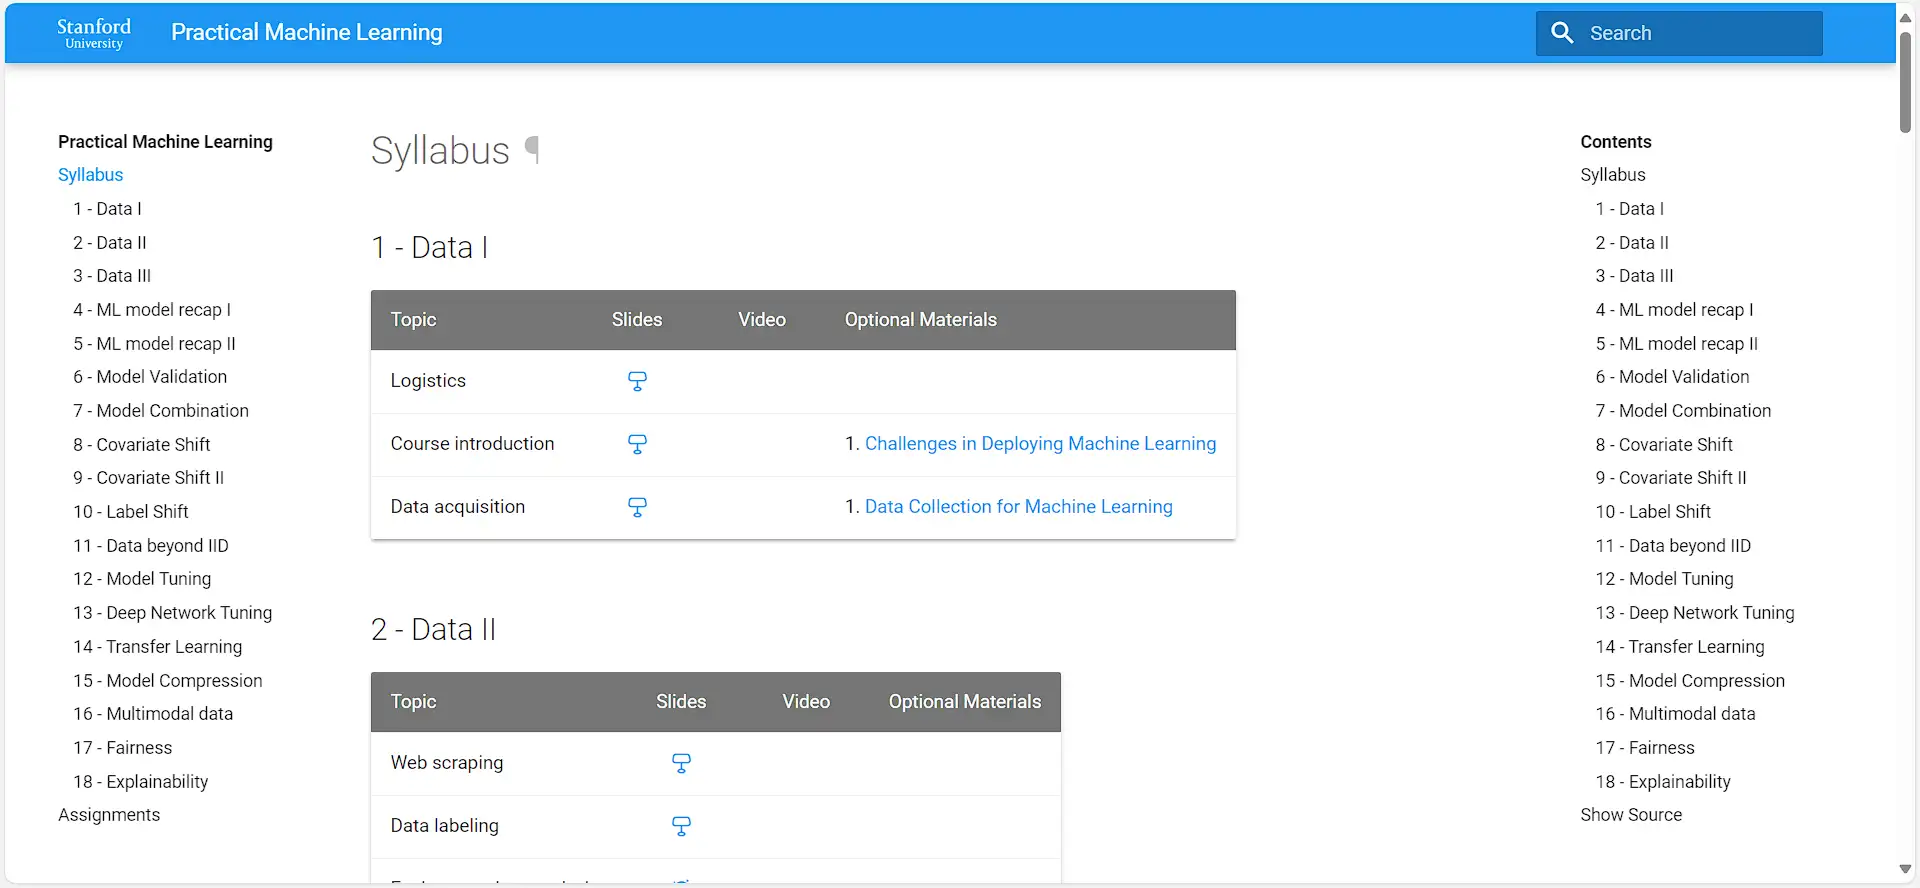 Stanford
University
Practical Machine Learning
Search
Practical Machine Learning
Syllabus
1 - Data I
2 - Data II
3 - Data III
4 - ML model recap I
5 - ML model recap II
6 - Model Validation
7 - Model Combination
8 - Covariate Shift
9 - Covariate Shift II
10 - Label Shift
11 - Data beyond IID
12 - Model Tuning
13 - Deep Network Tuning
14 - Transfer Learning
15 - Model Compression
16 - Multimodal data
17 - Fairness
18 - Explainability
Assignments
Syllabus ¶
1 - Data I
Topic Slides Video Optional Materials
Logistics
Course introduction 1. Challenges in Deploying Machine Learning
Data acquisition 1. Data Collection for Machine Learning
2 - Data II
Topic Slides Video Optional Materials
Web scraping
Data labeling
Contents
Syllabus
1 - Data I
2 - Data II
3 - Data III
4 - ML model recap I
5 - ML model recap II
6 - Model Validation
7 - Model Combination
8 - Covariate Shift
9 - Covariate Shift II
10 - Label Shift
11 - Data beyond IID
12 - Model Tuning
13 - Deep Network Tuning
14 - Transfer Learning
15 - Model Compression
16 - Multimodal data
17 - Fairness
18 - Explainability
Show Source